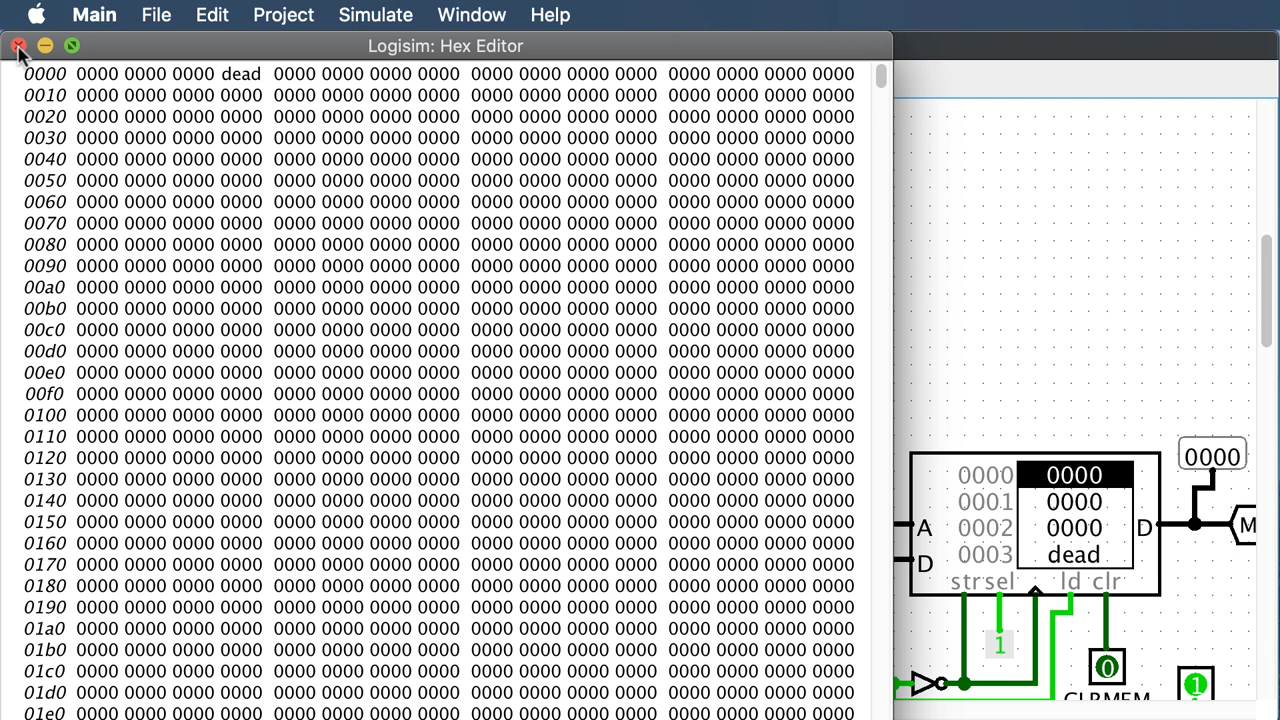 Main File Edit Project Simulate Window Help
Logisim: Hex Editor
0000 0000 0000 0000 dead 0000 0000 0000 0000 0000 0000 0000 0000 0000 0000 0000 0000
0010 0000 0000 0000 0000 0000 0000 0000 0000 0000 0000 0000 0000 0000 0000 0000 0000
0020 0000 0000 0000 0000 0000 0000 0000 0000 0000 0000 0000 0000 0000 0000 0000 0000
0030 0000 0000 0000 0000 0000 0000 0000 0000 0000 0000 0000 0000 0000 0000 0000 0000
0040 0000 0000 0000 0000 0000 0000 0000 0000 0000 0000 0000 0000 0000 0000 0000 0000
0050 0000 0000 0000 0000 0000 0000 0000 0000 0000 0000 0000 0000 0000 0000 0000 0000
0060 0000 0000 0000 0000 0000 0000 0000 0000 0000 0000 0000 0000 0000 0000 0000 0000
0070 0000 0000 0000 0000 0000 0000 0000 0000 0000 0000 0000 0000 0000 0000 0000 0000
0080 0000 0000 0000 0000 0000 0000 0000 0000 0000 0000 0000 0000 0000 0000 0000 0000
0090 0000 0000 0000 0000 0000 0000 0000 0000 0000 0000 0000 0000 0000 0000 0000 0000
00a0 0000 0000 0000 0000 0000 0000 0000 0000 0000 0000 0000 0000 0000 0000 0000 0000
00b0 0000 0000 0000 0000 0000 0000 0000 0000 0000 0000 0000 0000 0000 0000 0000 0000
00c0 0000 0000 0000 0000 0000 0000 0000 0000 0000 0000 0000 0000 0000 0000 0000 0000
00d0 0000 0000 0000 0000 0000 0000 0000 0000 0000 0000 0000 0000 0000 0000 0000 0000
00e0 0000 0000 0000 0000 0000 0000 0000 0000 0000 0000 0000 0000 0000 0000 0000 0000
00f0 0000 0000 0000 0000 0000 0000 0000 0000 0000 0000 0000 0000 0000 0000 0000 0000
0100 0000 0000 0000 0000 0000 0000 0000 0000 0000 0000 0000 0000 0000 0000 0000 0000
0110 0000 0000 0000 0000 0000 0000 0000 0000 0000 0000 0000 0000 0000 0000 0000 0000
0120 0000 0000 0000 0000 0000 0000 0000 0000 0000 0000 0000 0000 0000 0000 0000 0000
0130 0000 0000 0000 0000 0000 0000 0000 0000 0000 0000 0000 0000 0000 0000 0000 0000
0140 0000 0000 0000 0000 0000 0000 0000 0000 0000 0000 0000 0000 0000 0000 0000 0000
0150 0000 0000 0000 0000 0000 0000 0000 0000 0000 0000 0000 0000 0000 0000 0000 0000
0160 0000 0000 0000 0000 0000 0000 0000 0000 0000 0000 0000 0000 0000 0000 0000 0000
0170 0000 0000 0000 0000 0000 0000 0000 0000 0000 0000 0000 0000 0000 0000 0000 0000
0180 0000 0000 0000 0000 0000 0000 0000 0000 0000 0000 0000 0000 0000 0000 0000 0000
0190 0000 0000 0000 0000 0000 0000 0000 0000 0000 0000 0000 0000 0000 0000 0000 0000
01a0 0000 0000 0000 0000 0000 0000 0000 0000 0000 0000 0000 0000 0000 0000 0000 0000
01b0 0000 0000 0000 0000 0000 0000 0000 0000 0000 0000 0000 0000 0000 0000 0000 0000
01c0 0000 0000 0000 0000 0000 0000 0000 0000 0000 0000 0000 0000 0000 0000 0000 0000
01d0 0000 0000 0000 0000 0000 0000 0000 0000 0000 0000 0000 0000 0000 0000 0000 0000
01e0 0000 0000 0000 0000 0000 0000 0000 0000 0000 0000 0000 0000 0000 0000 0000 0000
0000
0000 0000
0001 0000
0002 0000
0003 dead
A
D
D
M
str sel ld clr
1
0
CLRMEM
1